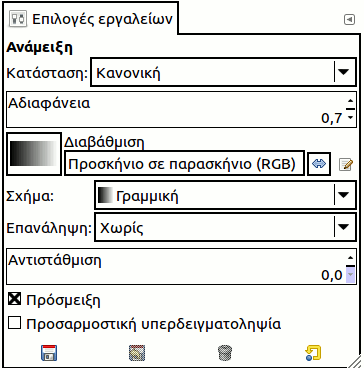 Επιλογές εργαλείων
Ανάμειξη
Κατάσταση: Κανονική
Αδιαφάνεια
0,7
Διαβάθμιση
Προσκήνιο σε παρασκήνιο (RGB)
Σχήμα: Γραμμική
Επανάληψη: Χωρίς
Αντιστάθμιση
0,0
Πρόσμειξη
Προσαρμοστική υπερδειγματοληψία